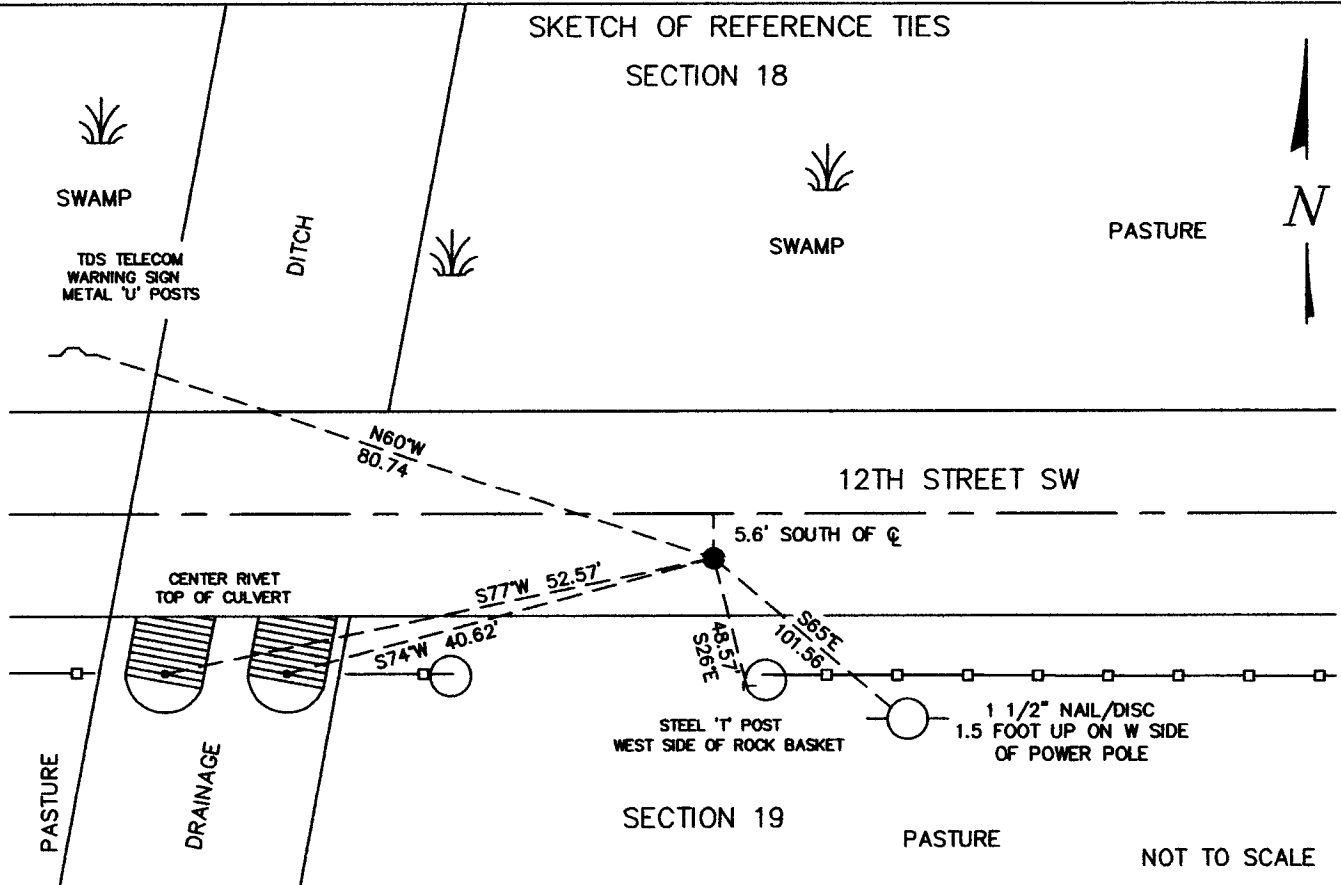 SKETCH OF REFERENCE TIES
SECTION 18
SWAMP
DITCH
SWAMP
PASTURE
N
TDS TELECOM
WARNING SIGN
METAL 'U' POSTS
N60°W
80.74
12TH STREET SW
5.6' SOUTH OF ℄
CENTER RIVET
TOP OF CULVERT
S77°W 52.57'
S74°W 40.62'
48.57'
S26°E
S65°E
101.56
STEEL 'T' POST
WEST SIDE OF ROCK BASKET
1 1/2" NAIL/DISC
1.5 FOOT UP ON W SIDE
OF POWER POLE
PASTURE
DRAINAGE
SECTION 19
PASTURE
NOT TO SCALE